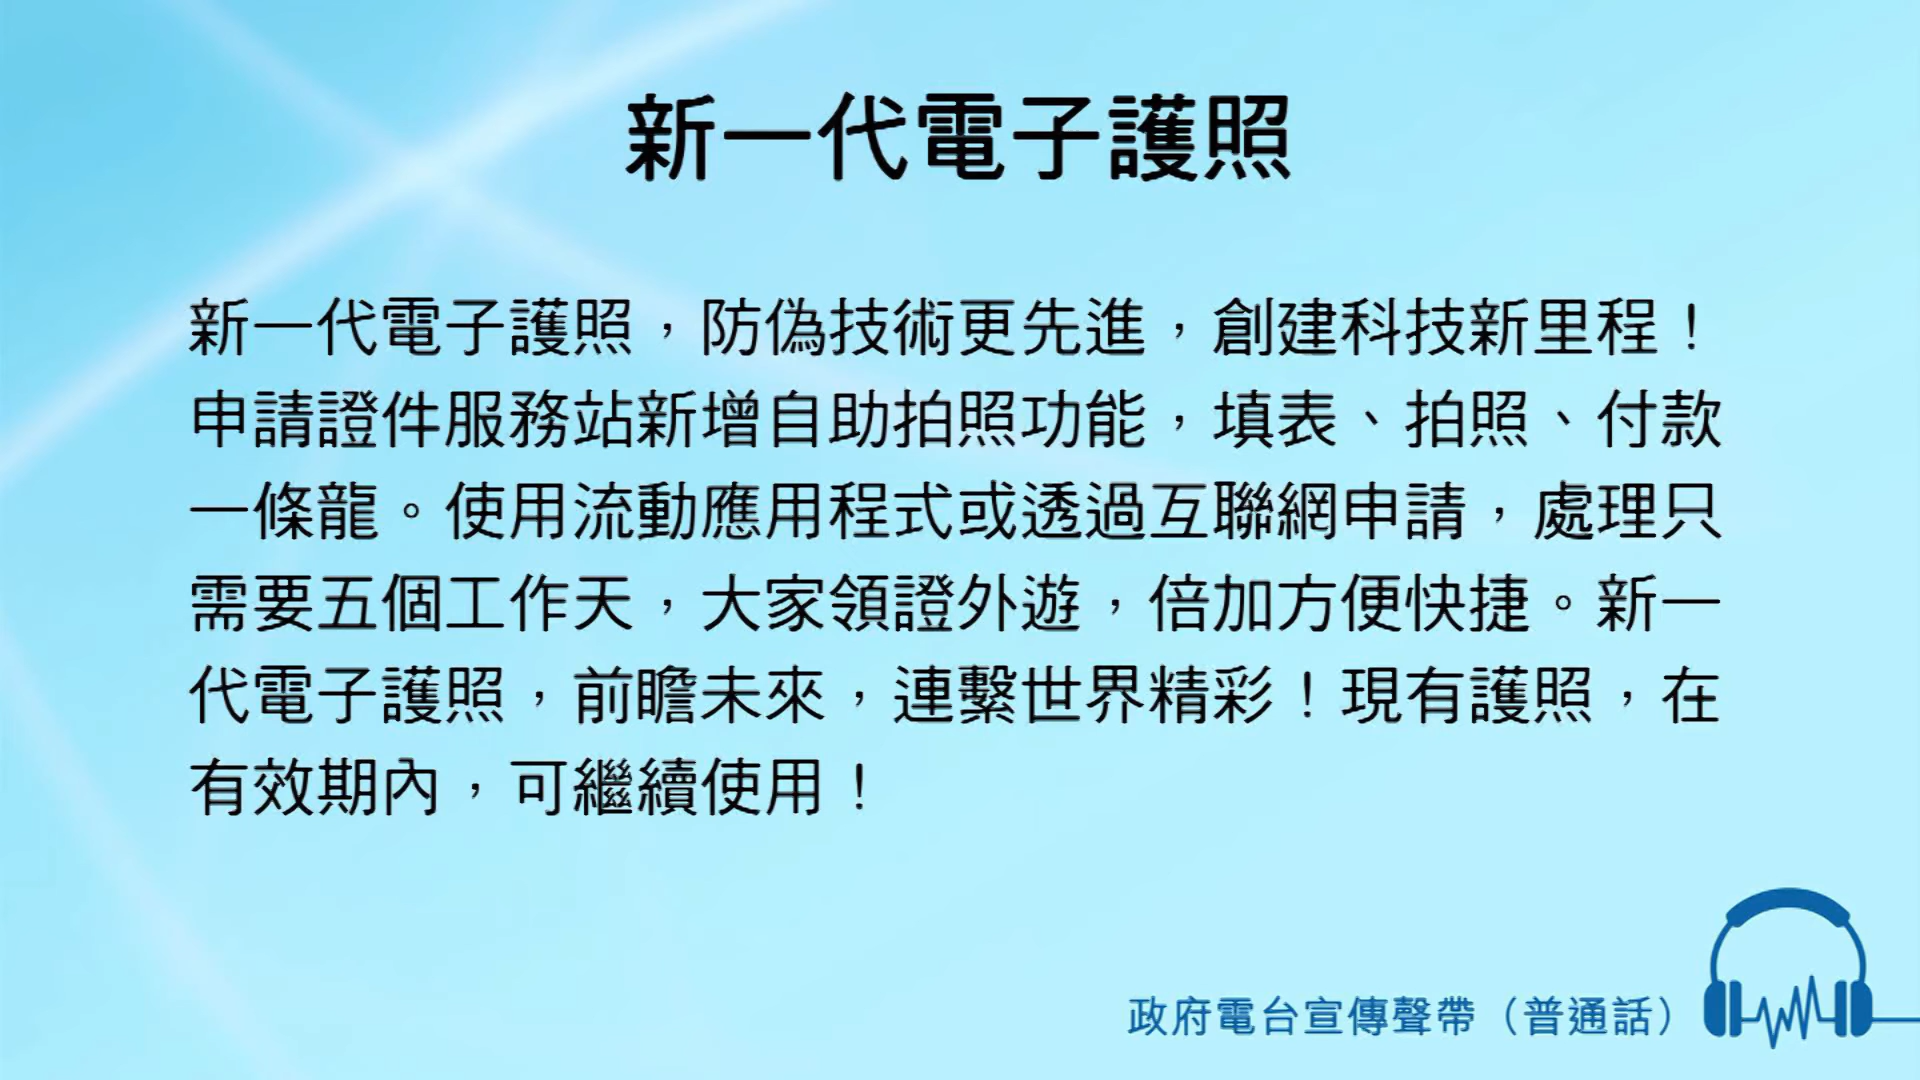 新一代電子護照
新一代電子護照，防偽技術更先進，創建科技新里程！
申請證件服務站新增自助拍照功能，填表、拍照、付款
一條龍。使用流動應用程式或透過互聯網申請，處理只
需要五個工作天，大家領證外遊，倍加方便快捷。新一
代電子護照，前瞻未來，連繫世界精彩！現有護照，在
有效期內，可繼續使用！
政府電台宣傳聲帶（普通話）